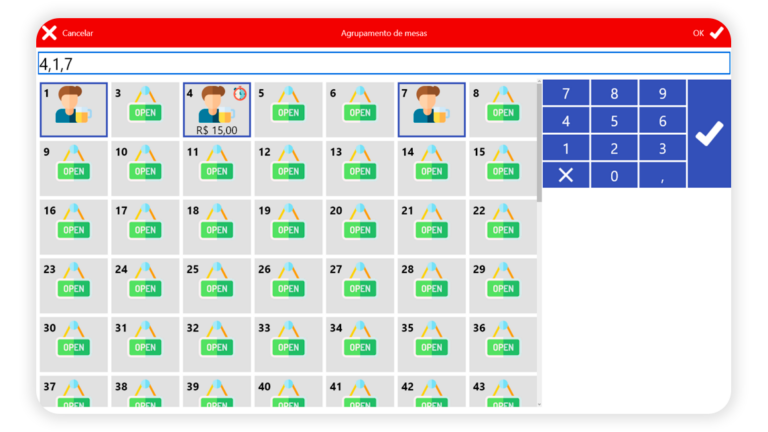 Cancelar Agrupamento de mesas OK
4,1,7
1 3 OPEN 4 5 OPEN 6 OPEN 7 8 OPEN 7 8 9
R$ 15,00
4 5 6
9 OPEN 10 OPEN 11 OPEN 12 OPEN 13 OPEN 14 OPEN 15 OPEN 1 2 3
0 ,
16 OPEN 17 OPEN 18 OPEN 19 OPEN 20 OPEN 21 OPEN 22 OPEN
23 OPEN 24 OPEN 25 OPEN 26 OPEN 27 OPEN 28 OPEN 29 OPEN
30 OPEN 31 OPEN 32 OPEN 33 OPEN 34 OPEN 35 OPEN 36 OPEN
37 OPEN 38 OPEN 39 OPEN 40 OPEN 41 OPEN 42 OPEN 43 OPEN